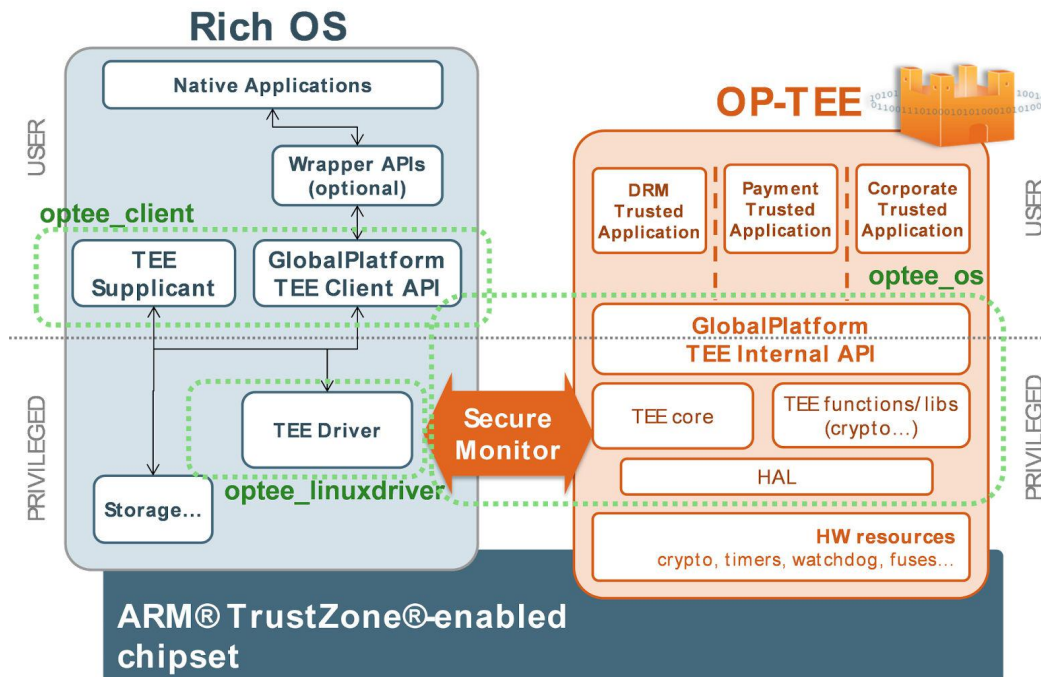 Rich OS
Native Applications
Wrapper APIs
(optional)
optee_client
TEE
Supplicant
GlobalPlatform
TEE Client API
TEE Driver
optee_linuxdriver
Storage...
USER
PRIVILEGED
Secure
Monitor
OP-TEE
DRM
Trusted
Application
Payment
Trusted
Application
Corporate
Trusted
Application
optee_os
GlobalPlatform
TEE Internal API
TEE core
TEE functions/ libs
(crypto...)
HAL
HW resources
crypto, timers, watchdog, fuses...
USER
PRIVILEGED
ARM® TrustZone®-enabled
chipset